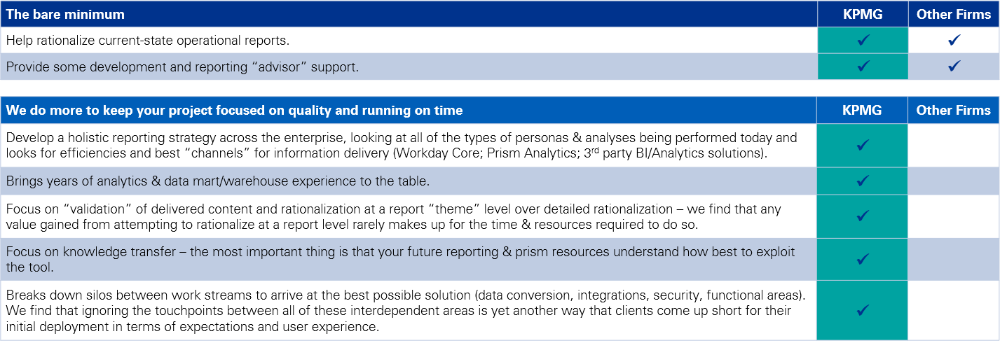 The bare minimum KPMG Other Firms
Help rationalize current-state operational reports. ✓ ✓
Provide some development and reporting “advisor” support. ✓ ✓
We do more to keep your project focused on quality and running on time KPMG Other Firms
Develop a holistic reporting strategy across the enterprise, looking at all of the types of personas & analyses being performed today and
looks for efficiencies and best “channels” for information delivery (Workday Core; Prism Analytics; 3rd party BI/Analytics solutions). ✓
Brings years of analytics & data mart/warehouse experience to the table. ✓
Focus on “validation” of delivered content and rationalization at a report “theme” level over detailed rationalization – we find that any
value gained from attempting to rationalize at a report level rarely makes up for the time & resources required to do so. ✓
Focus on knowledge transfer – the most important thing is that your future reporting & prism resources understand how best to exploit
the tool. ✓
Breaks down silos between work streams to arrive at the best possible solution (data conversion, integrations, security, functional areas).
We find that ignoring the touchpoints between all of these interdependent areas is yet another way that clients come up short for their
initial deployment in terms of expectations and user experience. ✓